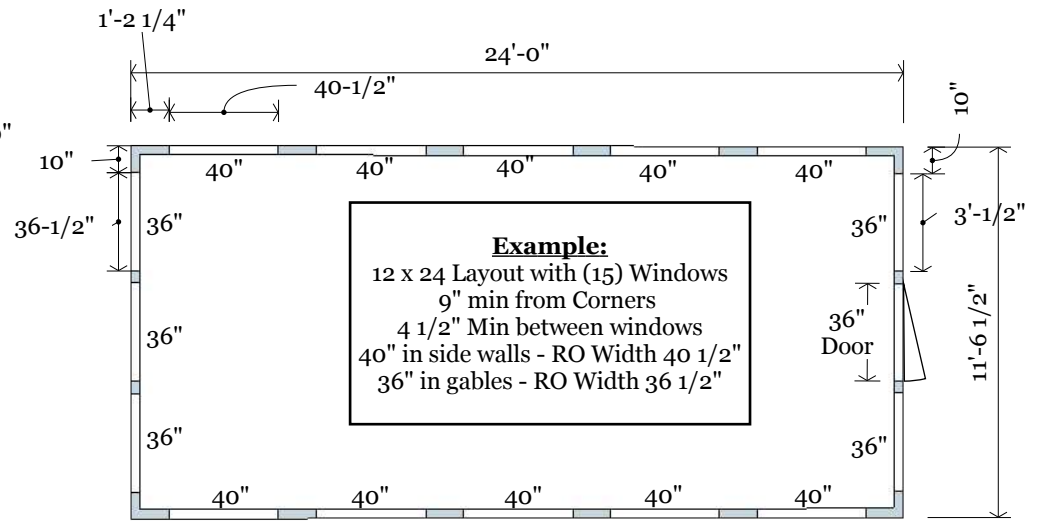 1'-2 1/4"
24'-0"
40-1/2"
10"
10"
40" 40" 40" 40" 40"
36-1/2"
36"
36"
3'-1/2"
Example:
12 x 24 Layout with (15) Windows
9" min from Corners
4 1/2" Min between windows
40" in side walls - RO Width 40 1/2"
36" in gables - RO Width 36 1/2"
36"
36"
Door
11'-6 1/2"
36"
36"
40" 40" 40" 40" 40"